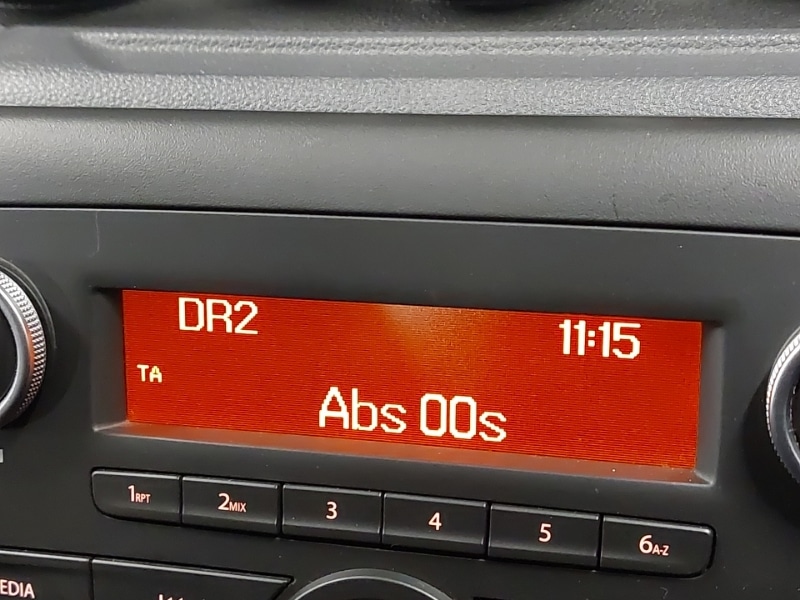 DR2 11:15
TA
Abs 00s
1RPT 2MIX 3 4 5 6A-Z
EDIA